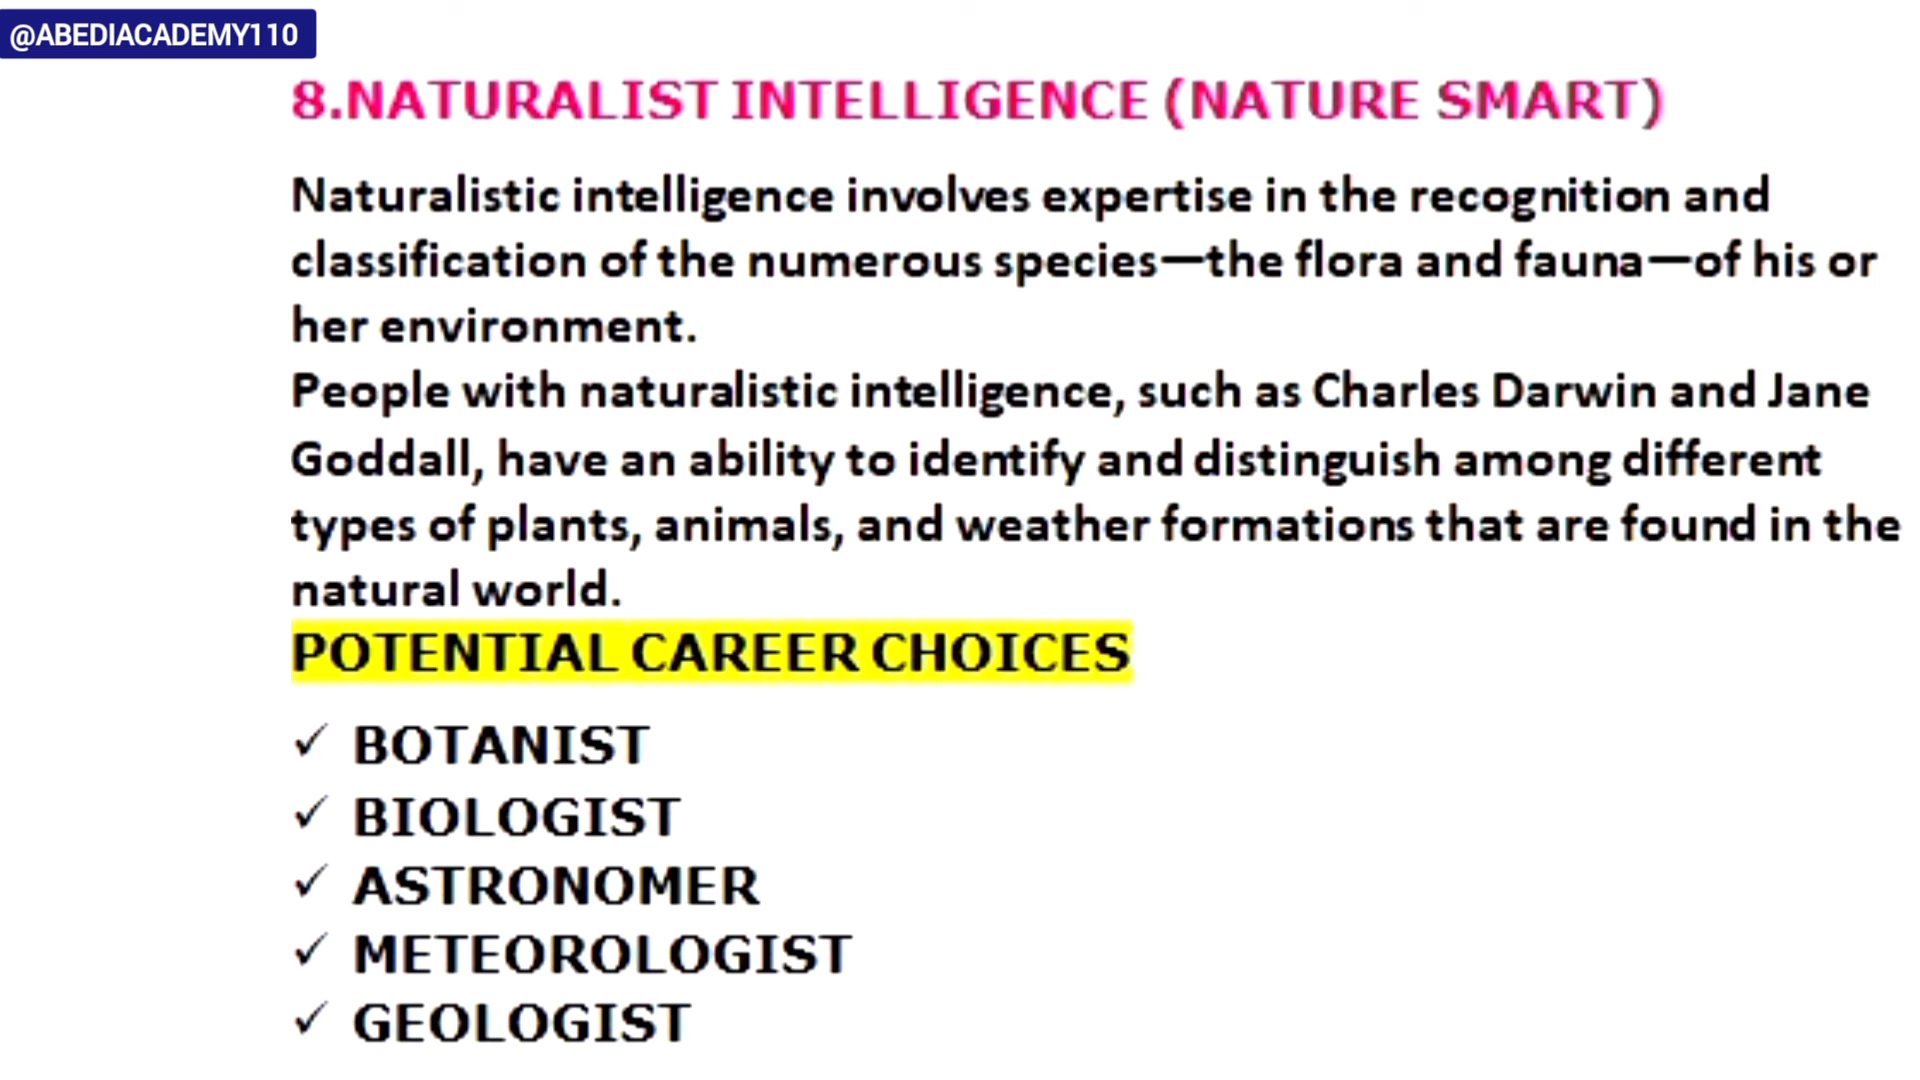 @ABEDIACADEMY110
8.NATURALIST INTELLIGENCE (NATURE SMART)
Naturalistic intelligence involves expertise in the recognition and
classification of the numerous species—the flora and fauna—of his or
her environment.
People with naturalistic intelligence, such as Charles Darwin and Jane
Goddall, have an ability to identify and distinguish among different
types of plants, animals, and weather formations that are found in the
natural world.
POTENTIAL CAREER CHOICES
✓ BOTANIST
✓ BIOLOGIST
✓ ASTRONOMER
✓ METEOROLOGIST
✓ GEOLOGIST